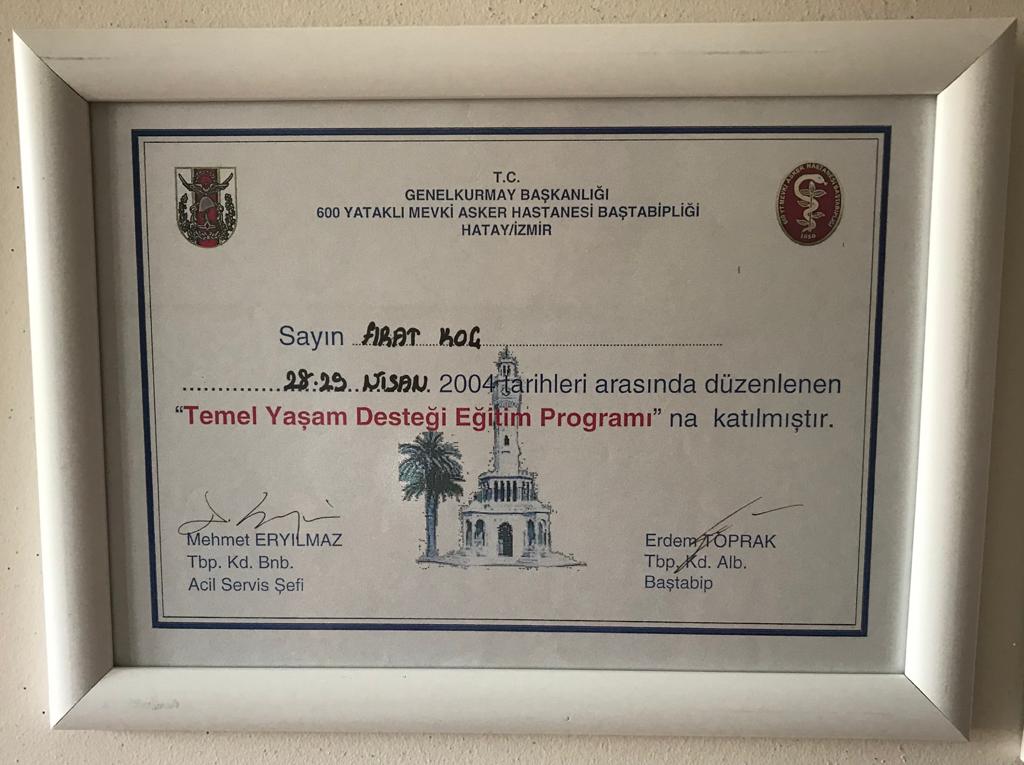 T.C.
GENELKURMAY BAŞKANLIĞI
600 YATAKLI MEVKİ ASKER HASTANESİ BAŞTABİPLİĞİ
HATAY/İZMİR
1850
Sayın FIRAT KOÇ
28-29 NISAN 2004 tarihleri arasında düzenlenen
“Temel Yaşam Desteği Eğitim Programı” na katılmıştır.
Mehmet ERYILMAZ
Tbp. Kd. Bnb.
Acil Servis Şefi
Erdem TOPRAK
Tbp. Kd. Alb.
Baştabip